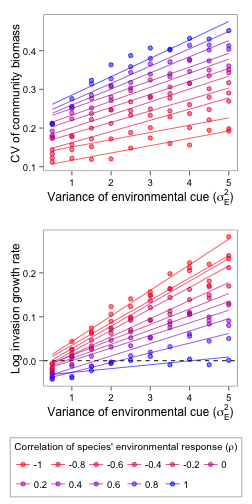 CV of community biomass
0.4
0.3
0.2
0.1
1 2 3 4 5
Variance of environmental cue (σ²E)
Log invasion growth rate
0.2
0.1
0.0
1 2 3 4 5
Variance of environmental cue (σ²E)
Correlation of species' environmental response (ρ)
-1 -0.8 -0.6 -0.4 -0.2 0
0.2 0.4 0.6 0.8 1